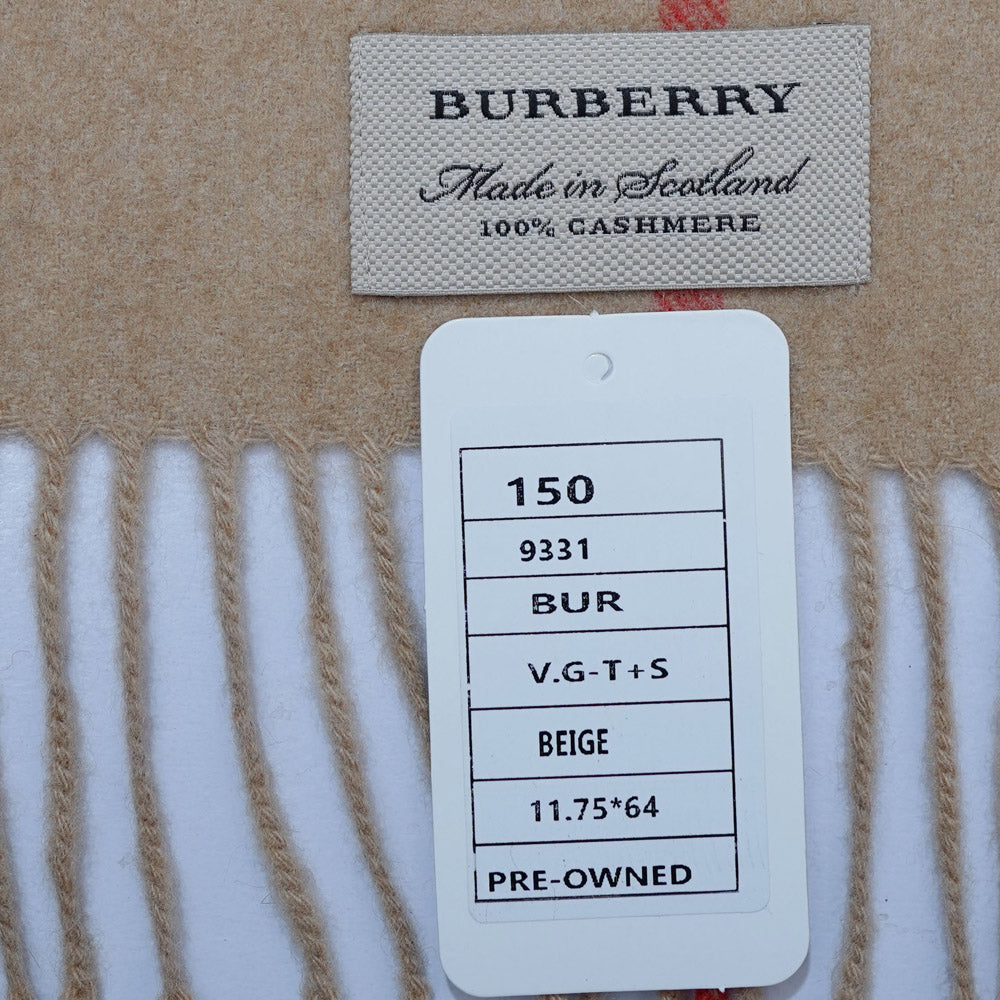 BURBERRY
Made in Scotland
100% CASHMERE
150
9331
BUR
V.G-T+S
BEIGE
11.75*64
PRE-OWNED